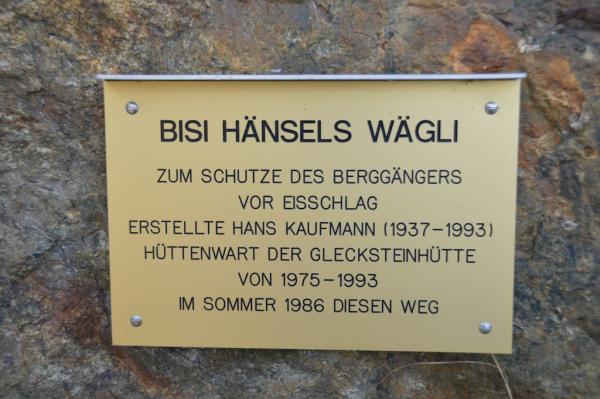 BISI HÄNSELS WÄGLI
ZUM SCHUTZE DES BERGGÄNGERS
VOR EISSCHLAG
ERSTELLTE HANS KAUFMANN (1937-1993)
HÜTTENWART DER GLECKSTEINHÜTTE
VON 1975-1993
IM SOMMER 1986 DIESEN WEG